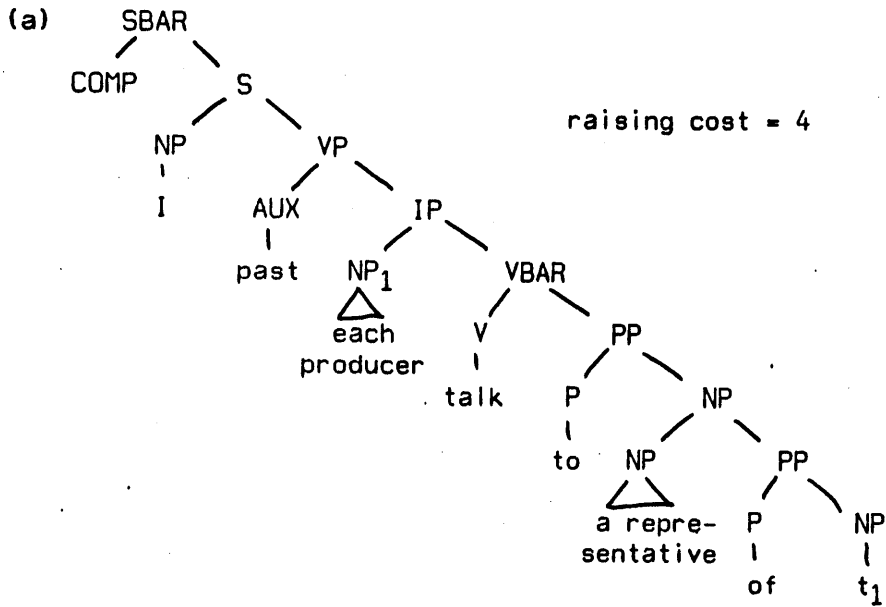 (a) SBAR
COMP S
raising cost = 4
NP VP
I AUX IP
past NP1 VBAR
each
producer
V PP
talk P NP
to NP PP
a repre-
sentative
P NP
of t1